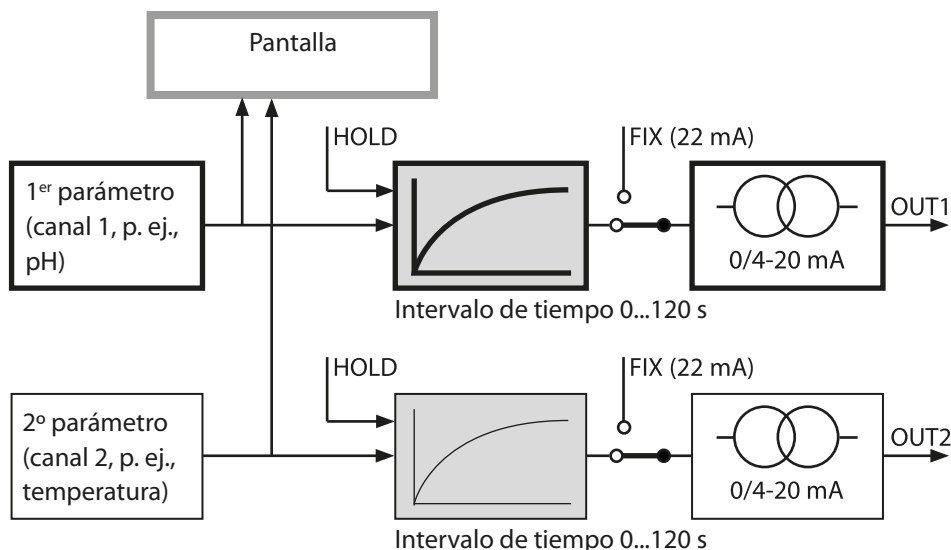 Pantalla
HOLD
FIX (22 mA)
1er parámetro
(canal 1, p. ej.,
pH)
OUT1
0/4-20 mA
Intervalo de tiempo 0...120 s
HOLD
FIX (22 mA)
2º parámetro
(canal 2, p. ej.,
temperatura)
OUT2
0/4-20 mA
Intervalo de tiempo 0...120 s